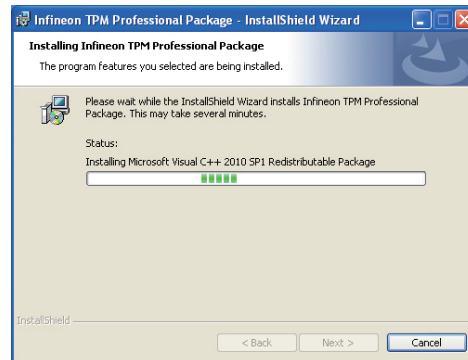 Infineon TPM Professional Package - InstallShield Wizard
Installing Infineon TPM Professional Package
The program features you selected are being installed.
Please wait while the InstallShield Wizard installs Infineon TPM Professional
Package. This may take several minutes.
Status:
Installing Microsoft Visual C++ 2010 SP1 Redistributable Package
InstallShield
< Back
Next >
Cancel